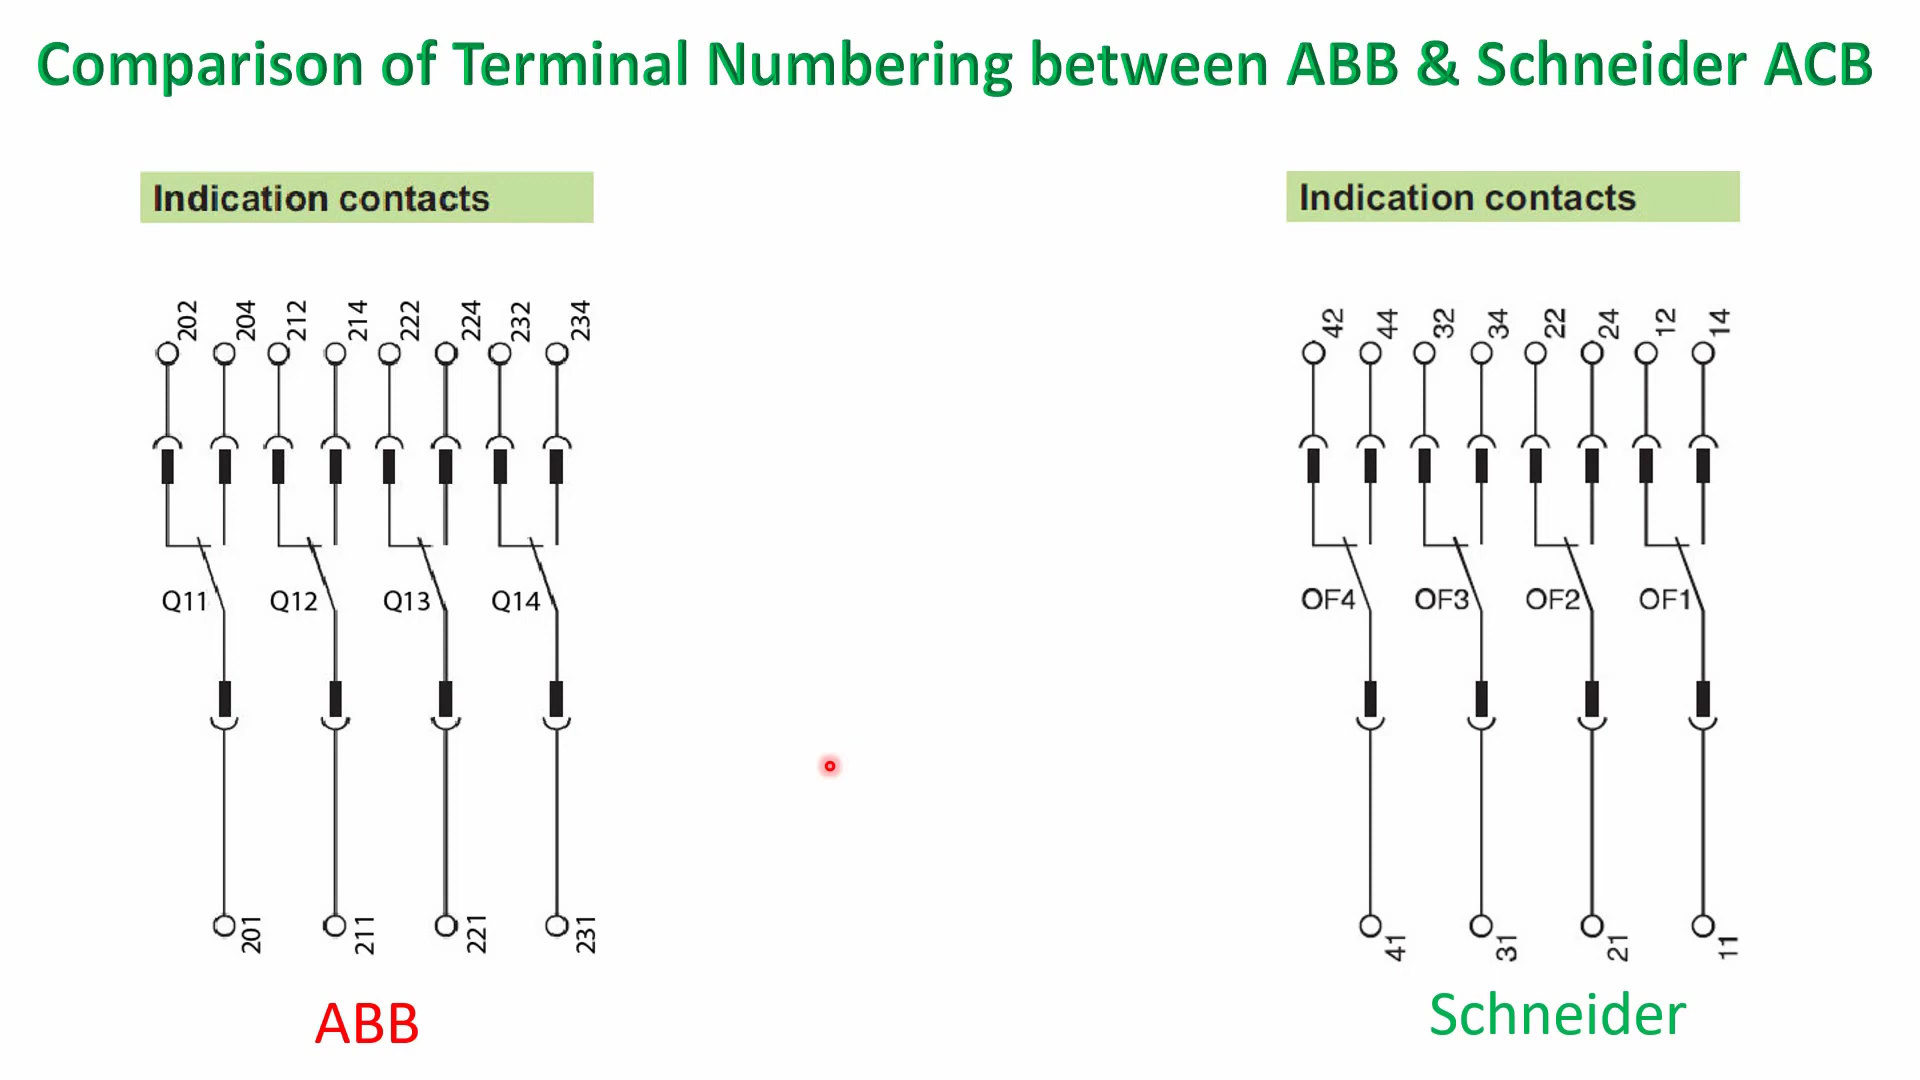 Comparison of Terminal Numbering between ABB & Schneider ACB
Indication contacts
202 204 212 214 222 224 232 234
Q11 Q12 Q13 Q14
201 211 221 231
ABB
Indication contacts
42 44 32 34 22 24 12 14
OF4 OF3 OF2 OF1
41 31 21 11
Schneider